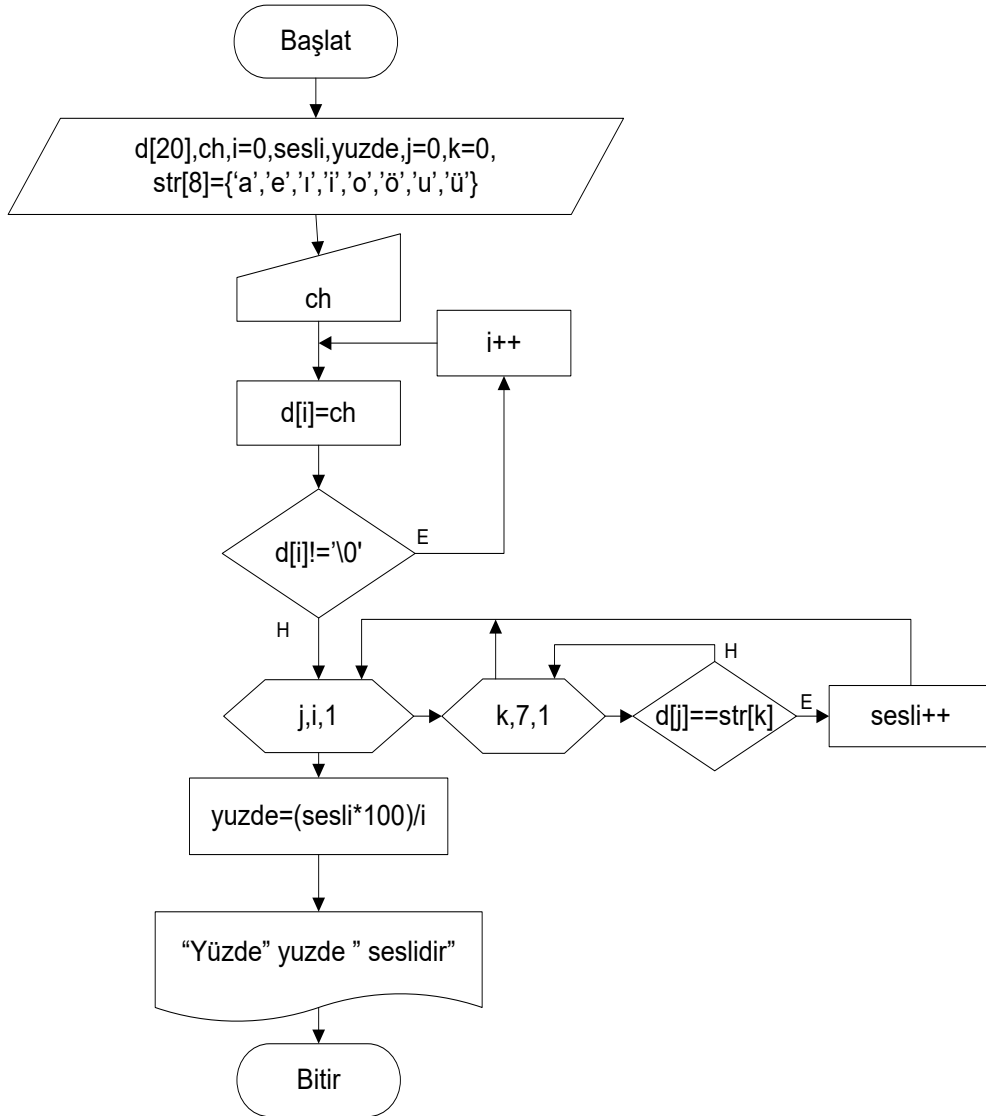 Başlat
d[20],ch,i=0,sesli,yuzde,j=0,k=0,
str[8]={‘a’,’e’,’ı’,’i’,’o’,’ö’,’u’,’ü’}
ch
i++
d[i]=ch
d[i]!=’\0'
E
H
j,i,1
k,7,1
H
d[j]==str[k]
E
sesli++
yuzde=(sesli*100)/i
“Yüzde” yuzde ” seslidir”
Bitir